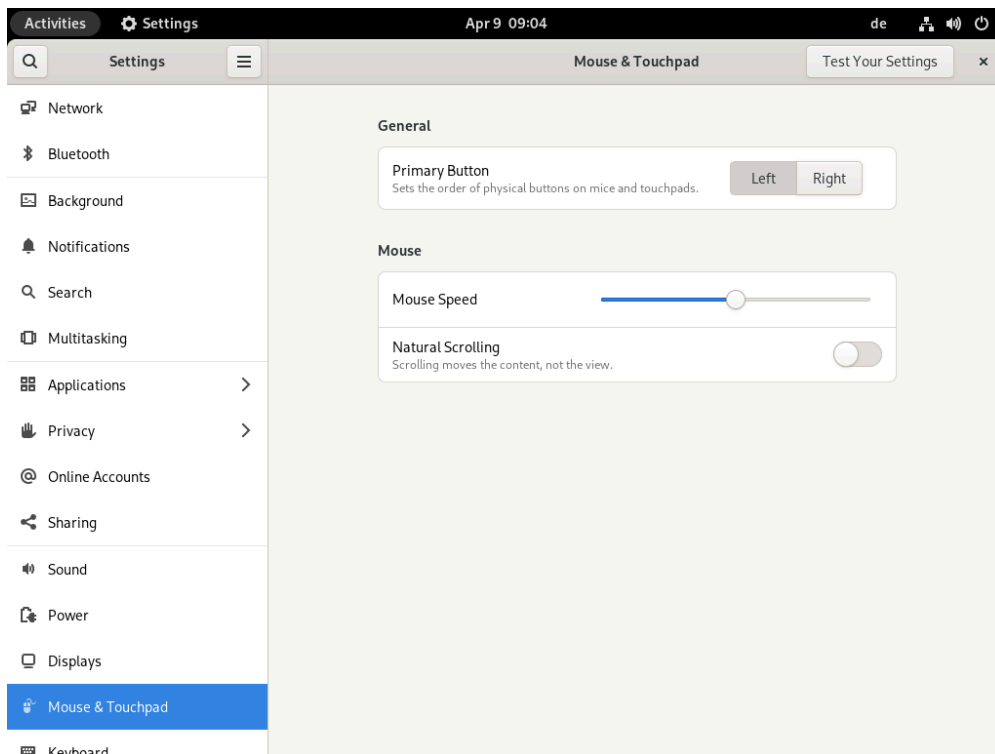 Activities Settings Apr 9 09:04 de
Settings Mouse & Touchpad Test Your Settings
Network
Bluetooth
Background
Notifications
Search
Multitasking
Applications
Privacy
Online Accounts
Sharing
Sound
Power
Displays
Mouse & Touchpad
Keyboard
General
Primary Button
Sets the order of physical buttons on mice and touchpads.
Left Right
Mouse
Mouse Speed
Natural Scrolling
Scrolling moves the content, not the view.